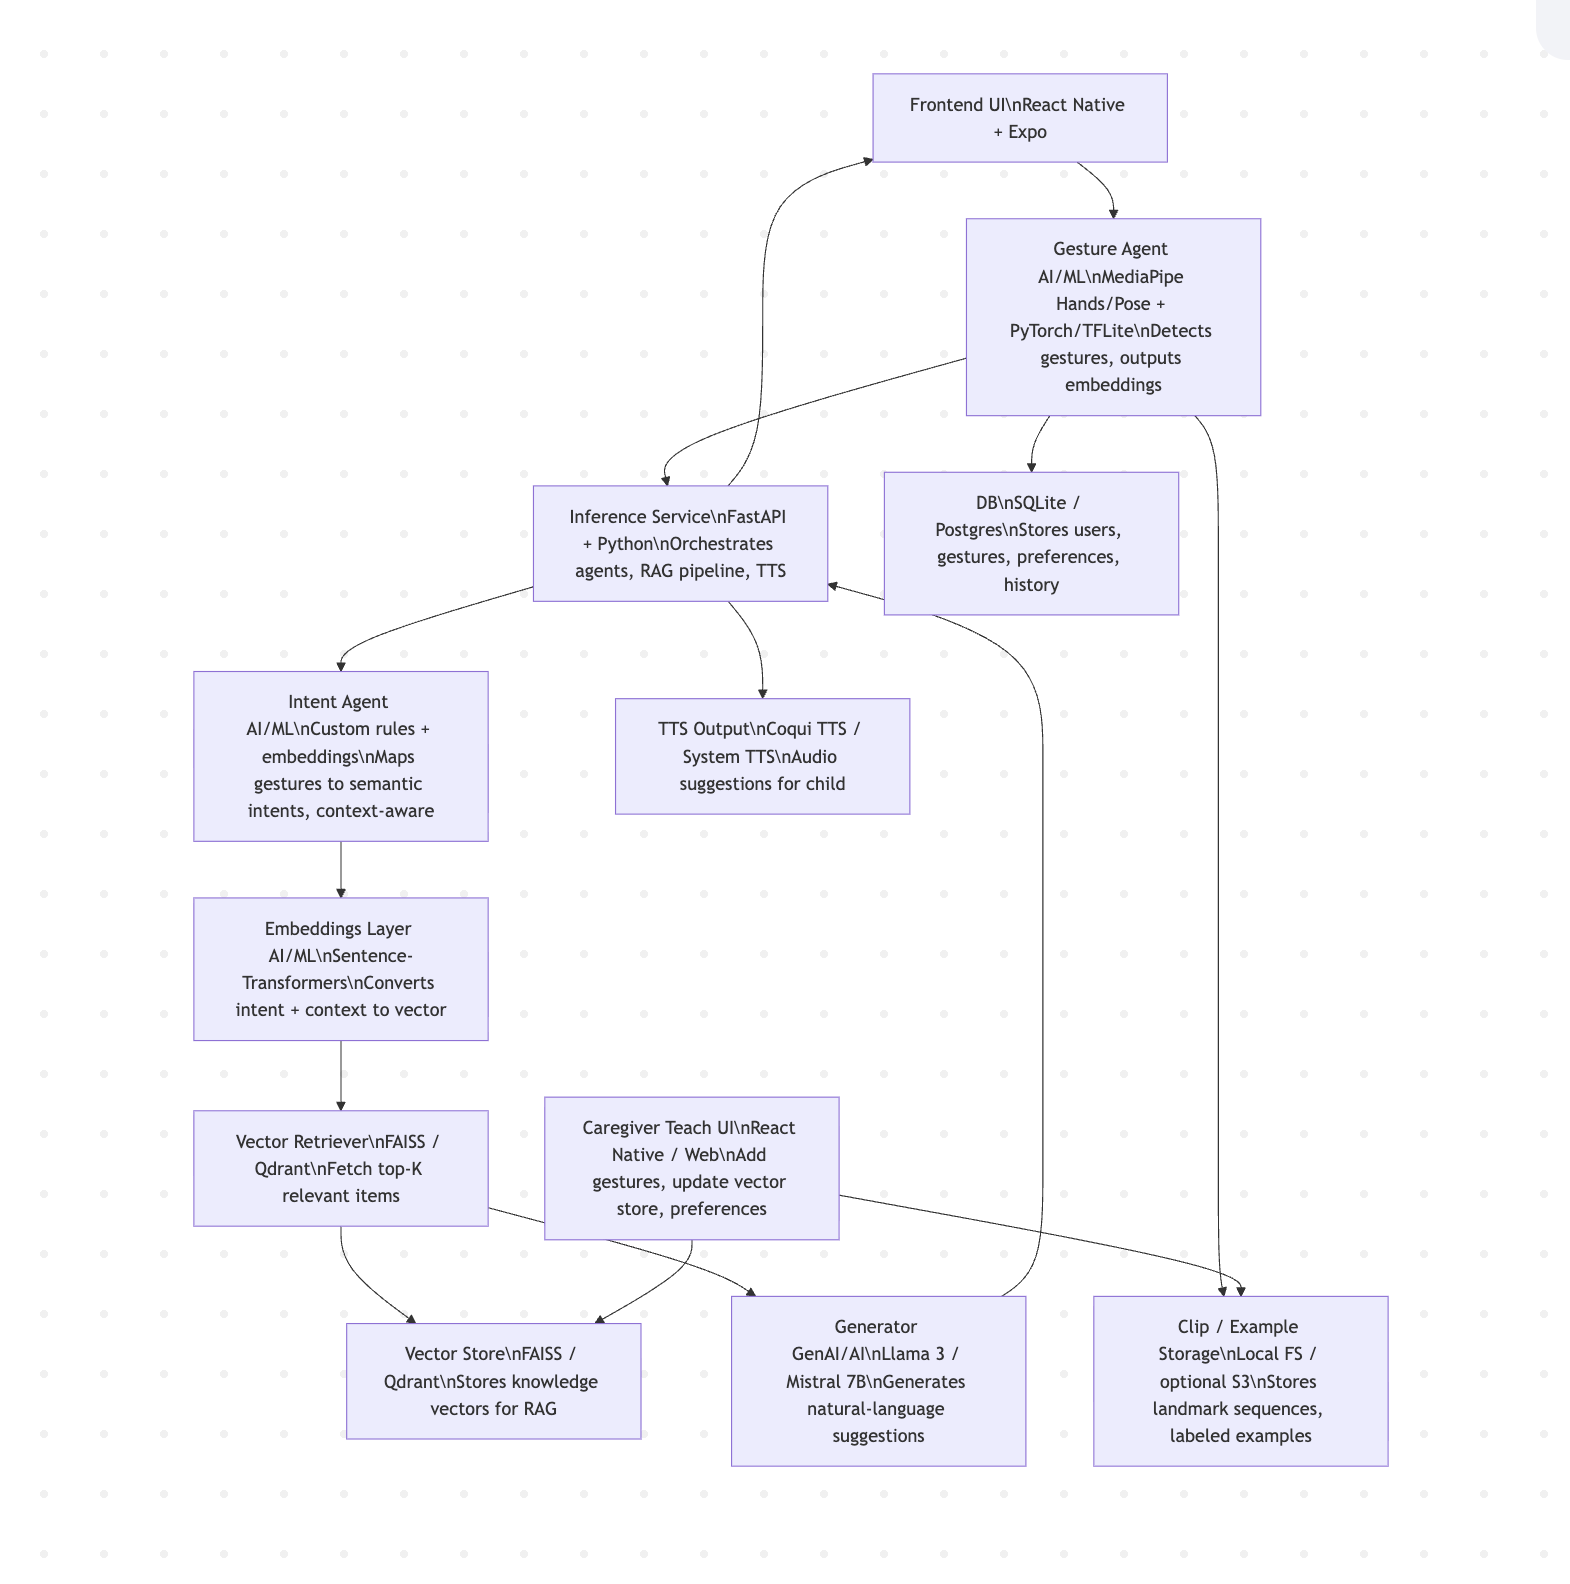 Frontend UI\nReact Native
+ Expo
Gesture Agent
AI/ML\nMediaPipe
Hands/Pose +
PyTorch/TFLite\nDetects
gestures, outputs
embeddings
Inference Service\nFastAPI
+ Python\nOrchestrates
agents, RAG pipeline, TTS
DB\nSQLite /
Postgres\nStores users,
gestures, preferences,
history
Intent Agent
AI/ML\nCustom rules +
embeddings\nMaps
gestures to semantic
intents, context-aware
TTS Output\nCoqui TTS /
System TTS\nAudio
suggestions for child
Embeddings Layer
AI/ML\nSentence-
Transformers\nConverts
intent + context to vector
Vector Retriever\nFAISS /
Qdrant\nFetch top-K
relevant items
Caregiver Teach UI\nReact
Native / Web\nAdd
gestures, update vector
store, preferences
Vector Store\nFAISS /
Qdrant\nStores knowledge
vectors for RAG
Generator
GenAI/AI\nLlama 3 /
Mistral 7B\nGenerates
natural-language
suggestions
Clip / Example
Storage\nLocal FS /
optional S3\nStores
landmark sequences,
labeled examples